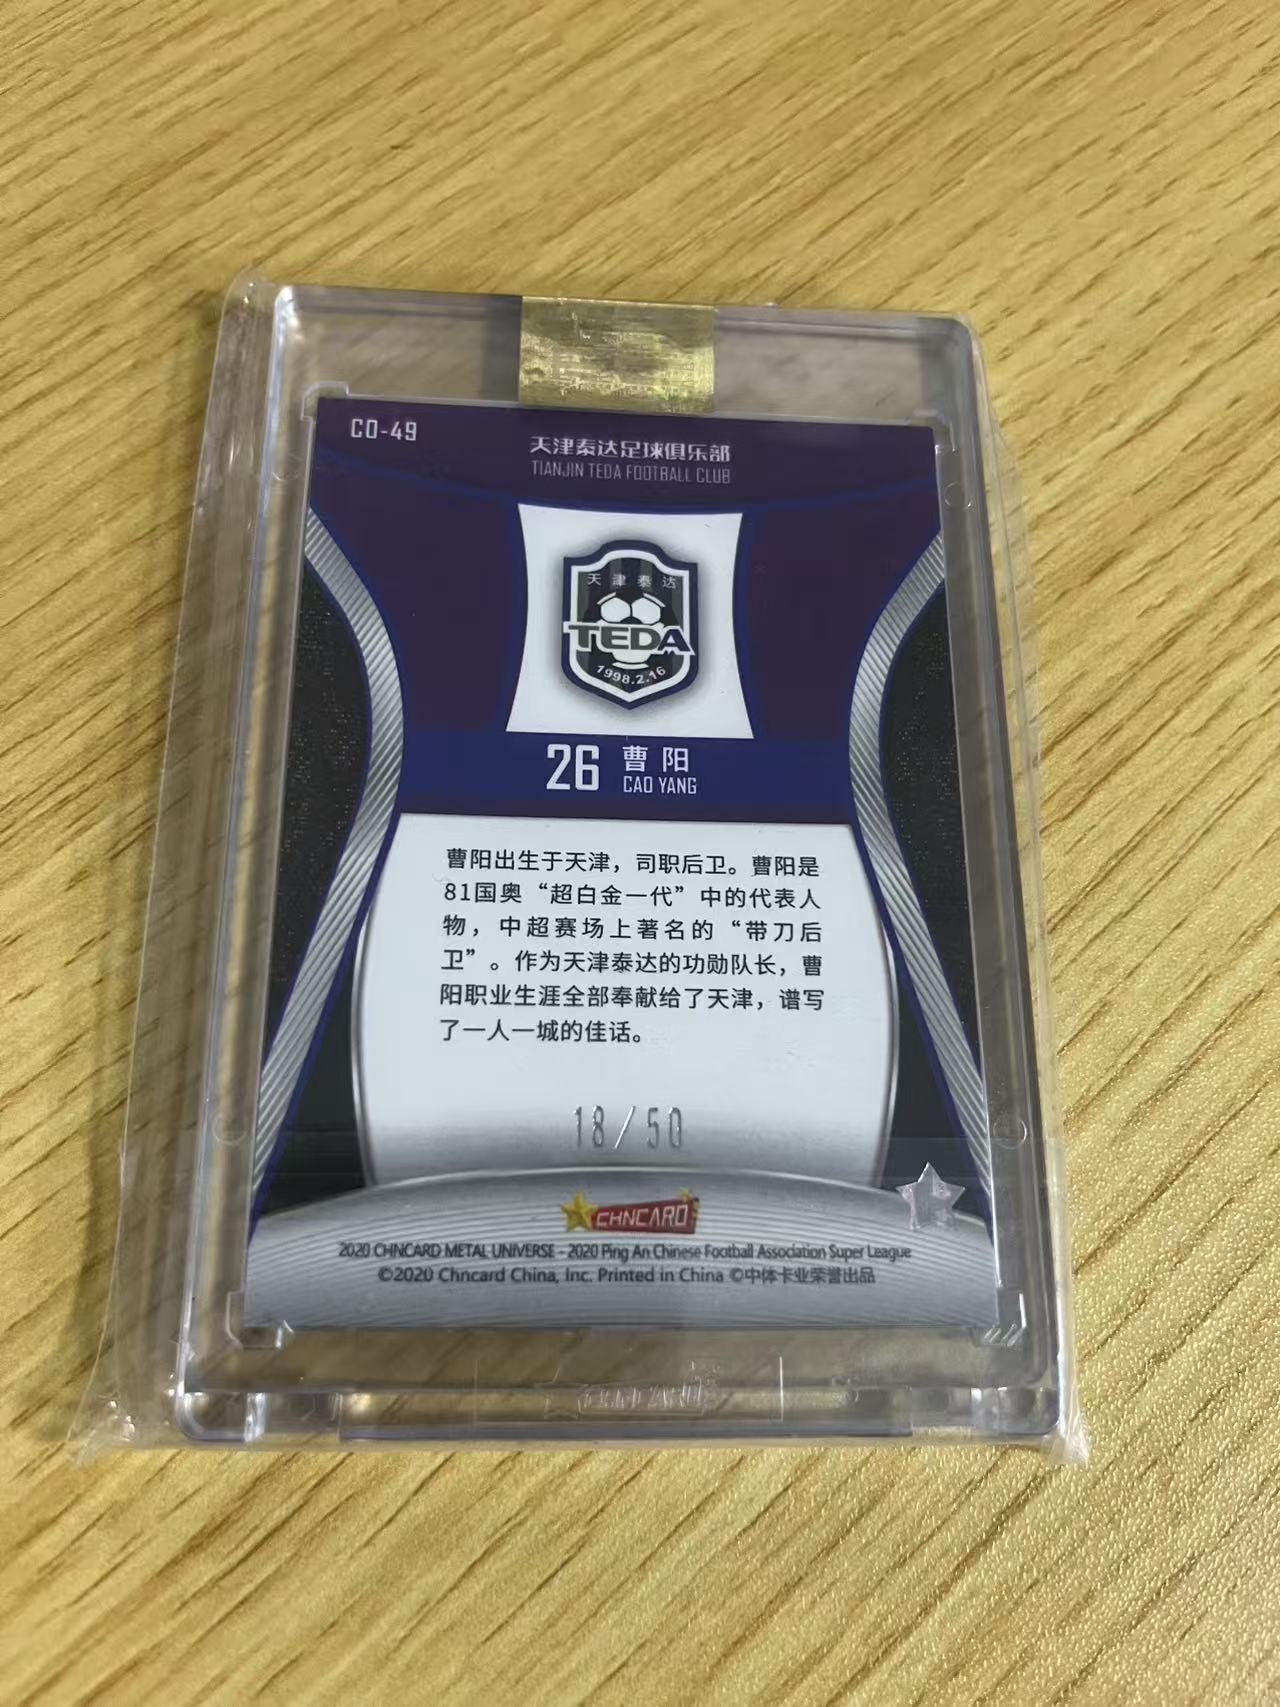 CO-49
天津泰达足球俱乐部
TIANJIN TEDA FOOTBALL CLUB
天津泰达
TEDA
1998.2.16
26 曹阳
CAO YANG
曹阳出生于天津，司职后卫。曹阳是
81国奥“超白金一代”中的代表人
物，中超赛场上著名的“带刀后
卫”。作为天津泰达的功勋队长，曹
阳职业生涯全部奉献给了天津，谱写
了一人一城的佳话。
18/50
CHNCARD
2020 CHNCARD METAL UNIVERSE - 2020 Ping An Chinese Football Association Super League
©2020 Chncard China, Inc. Printed in China ©中体卡业荣誉出品